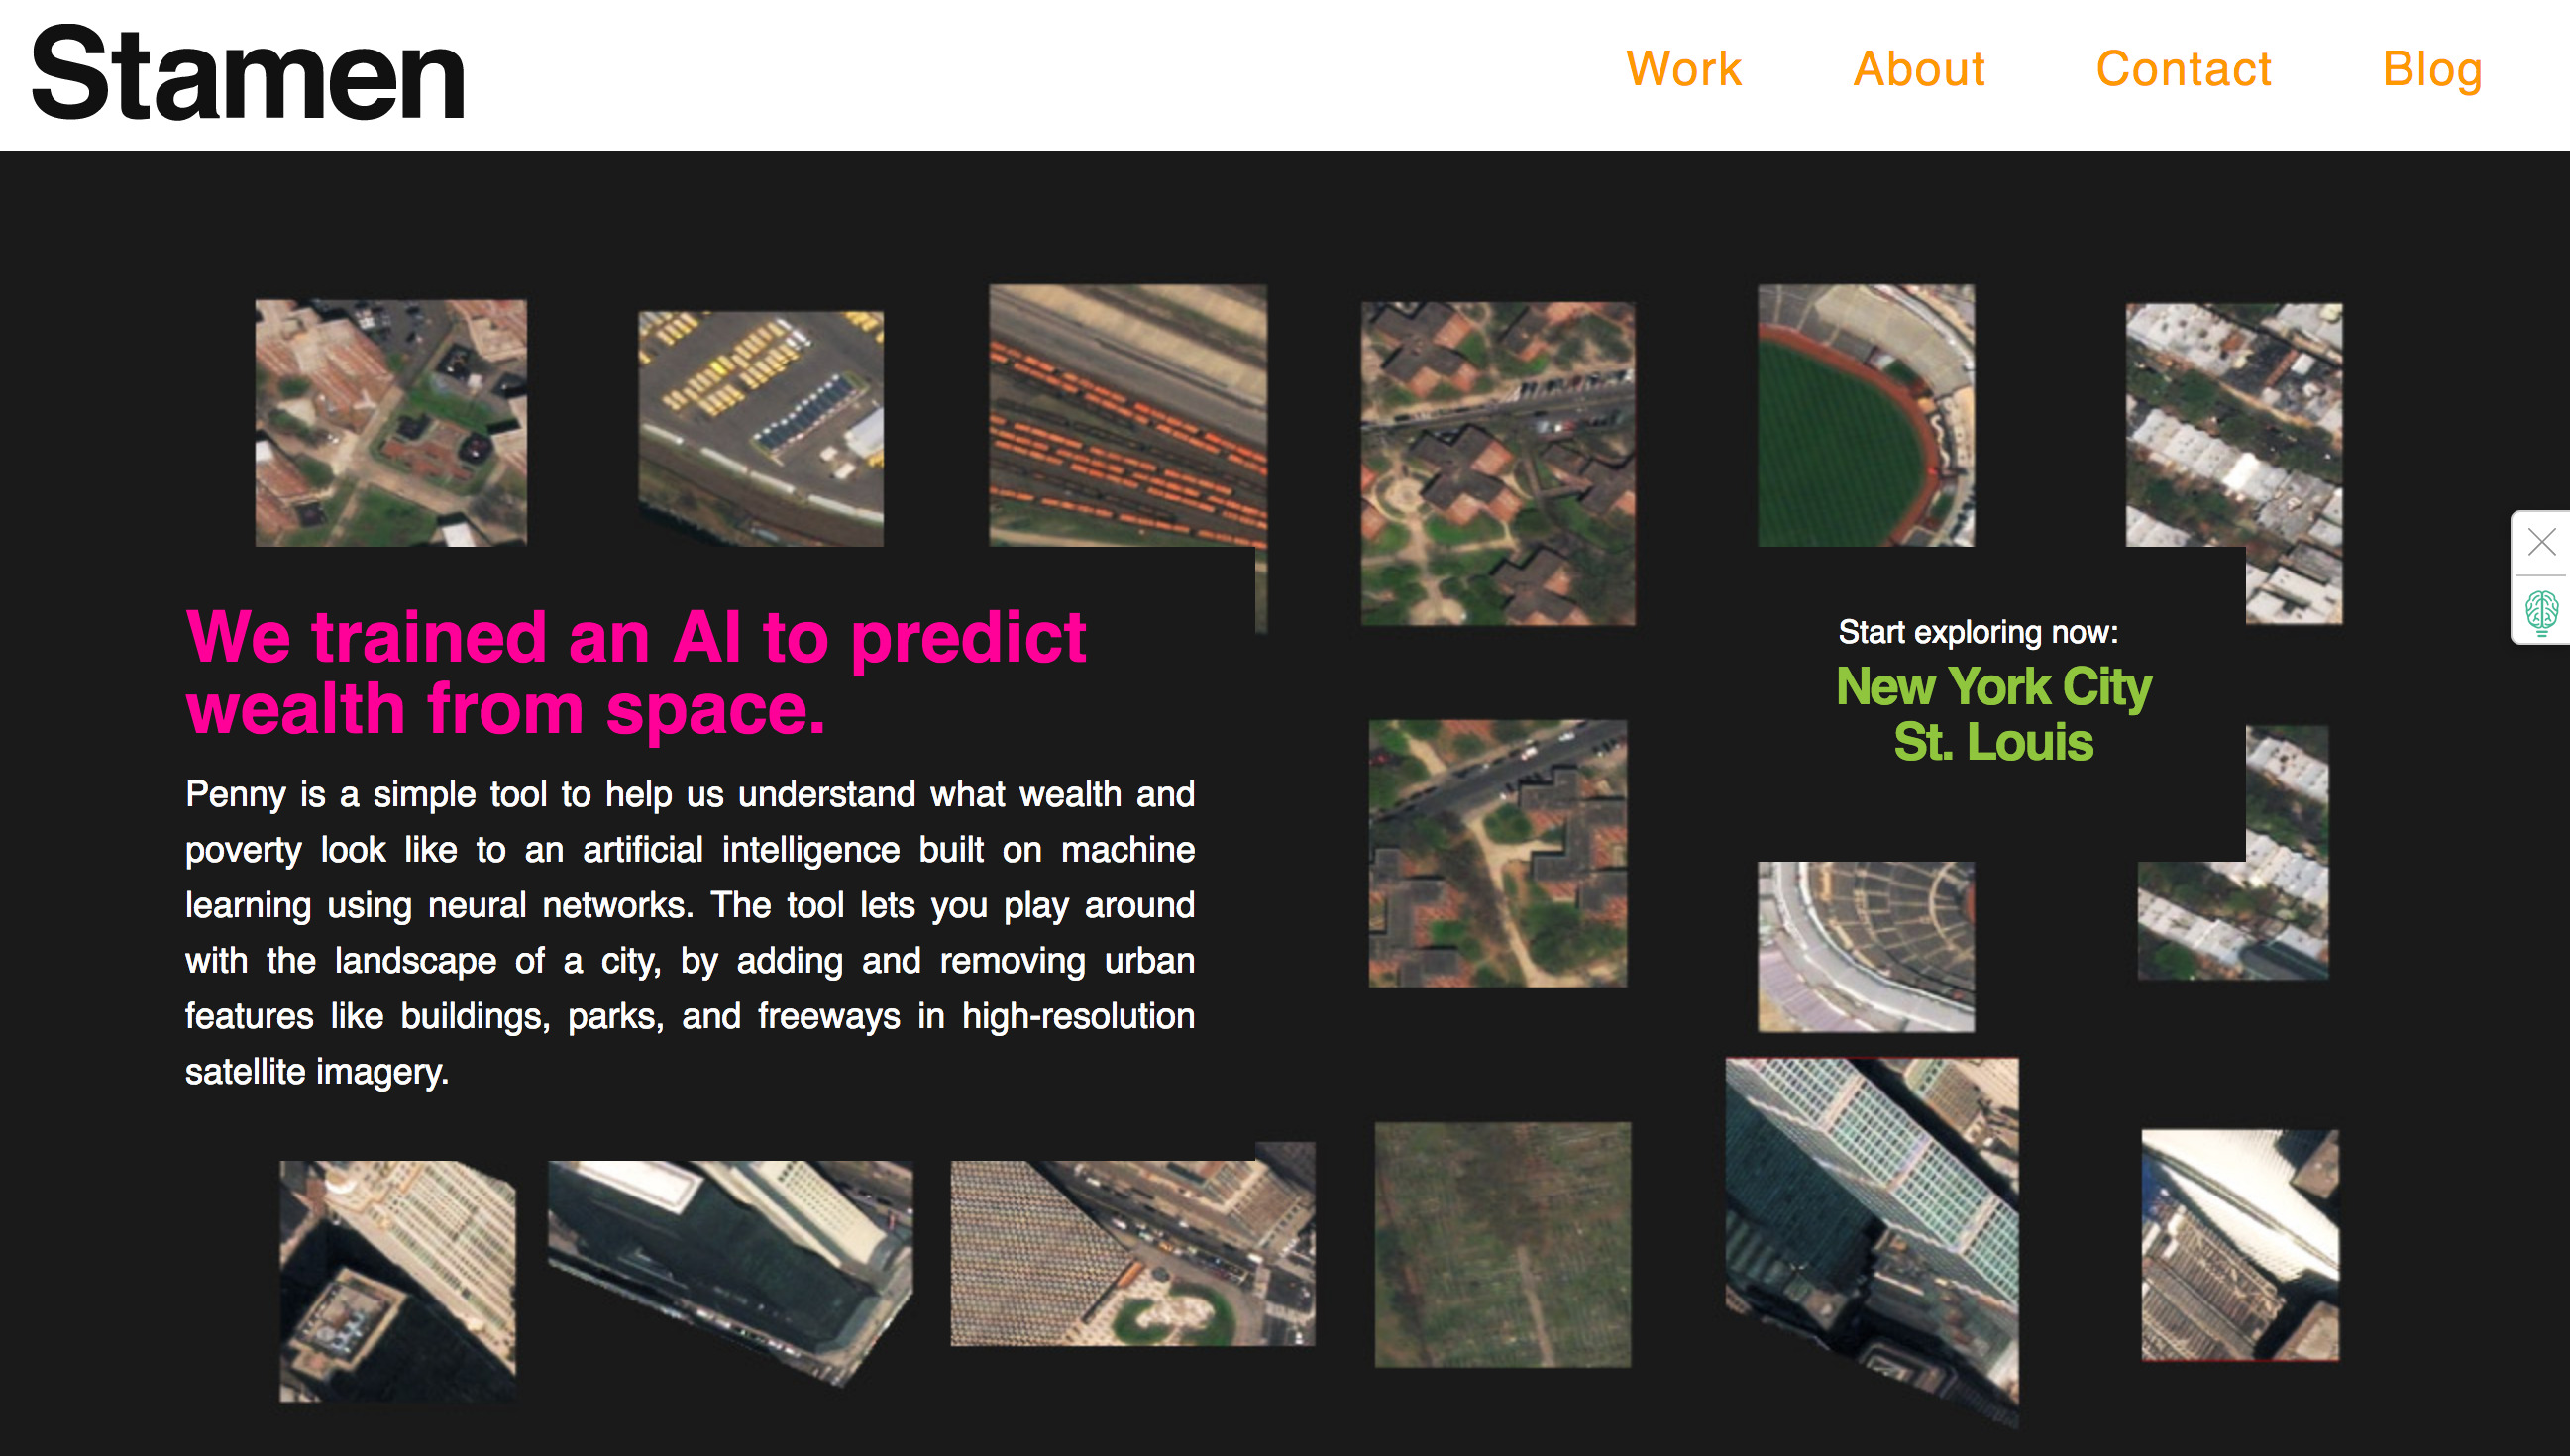 Stamen
Work About Contact Blog
We trained an AI to predict
wealth from space.
Penny is a simple tool to help us understand what wealth and
poverty look like to an artificial intelligence built on machine
learning using neural networks. The tool lets you play around
with the landscape of a city, by adding and removing urban
features like buildings, parks, and freeways in high-resolution
satellite imagery.
Start exploring now:
New York City
St. Louis